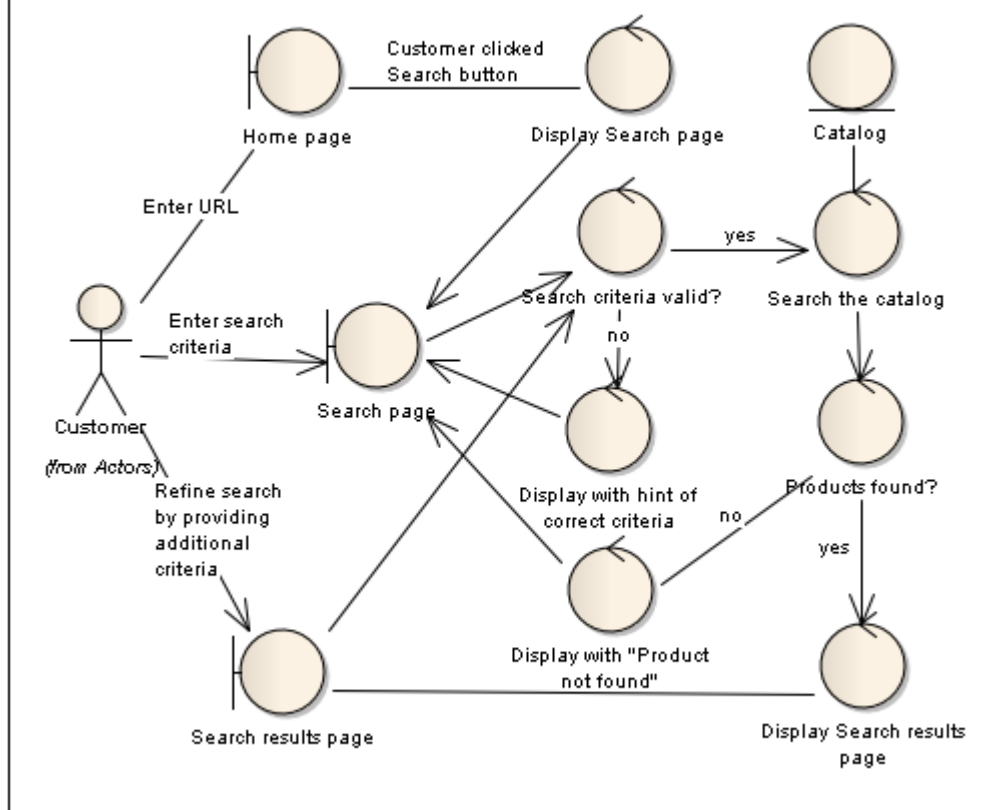 Customer clicked
Search button
Home page
Display Search page
Catalog
Enter URL
yes
Search criteria valid?
Search the catalog
Enter search
criteria
no
Search page
Customer
(from Actors)
Refine search
by providing
additional
criteria
Display with hint of
correct criteria
Products found?
no
yes
Display with "Product
not found"
Search results page
Display Search results
page